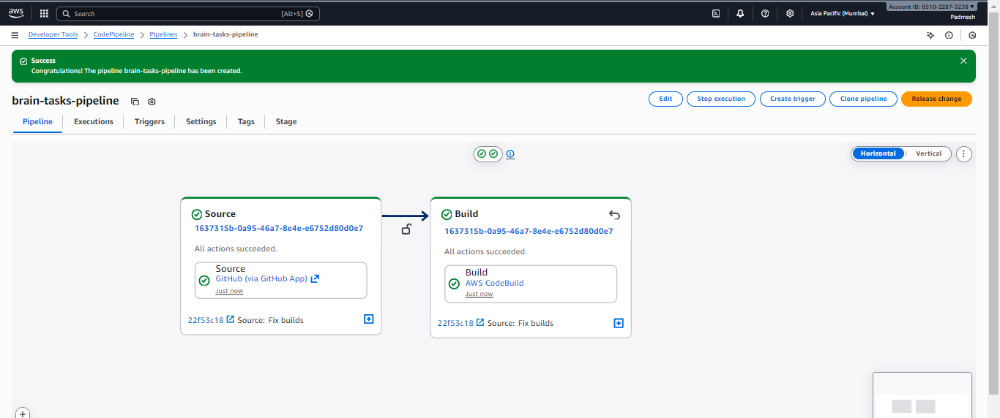 aws
Search
[Alt+S]
Asia Pacific (Mumbai) ▼
Account ID: 0510-2287-3238 ▼
Padmesh
Developer Tools > CodePipeline > Pipelines > brain-tasks-pipeline
Success
Congratulations! The pipeline brain-tasks-pipeline has been created.
brain-tasks-pipeline
Edit
Stop execution
Create trigger
Clone pipeline
Release change
Pipeline
Executions
Triggers
Settings
Tags
Stage
Horizontal
Vertical
Source
1637315b-0a95-46a7-8e4e-e6752d80d0e7
All actions succeeded.
Source
GitHub (via GitHub App)
Just now
22f53c18 Source: Fix builds
Build
1637315b-0a95-46a7-8e4e-e6752d80d0e7
All actions succeeded.
Build
AWS CodeBuild
Just now
22f53c18 Source: Fix builds